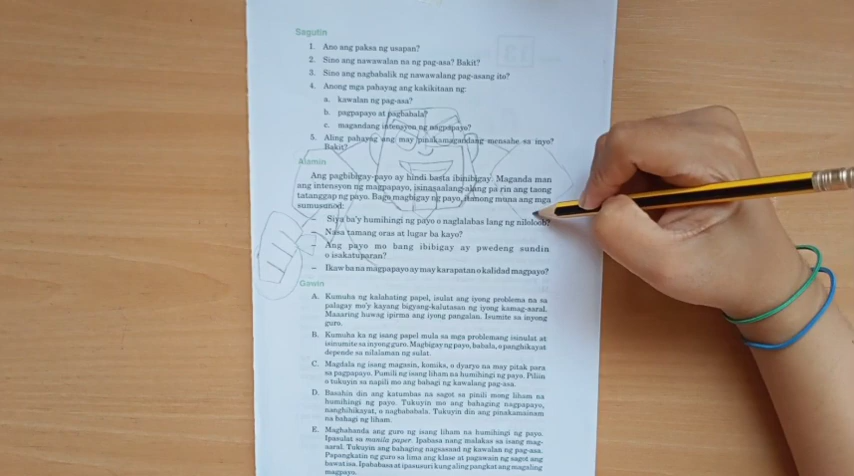 Sagutin
1. Ano ang paksa ng usapan?
2. Sino ang nawawalan na ng pag-asa? Bakit?
3. Sino ang nagbabalik ng nawawalang pag-asang ito?
4. Anong mga pahayag ang kakikitaan ng:
a. kawalan ng pag-asa?
b. pagpapayo at pagbabala?
c. magandang intensyon ng nagpapayo?
5. Aling pahayag ang may pinakamagandang mensahe sa inyo?
Bakit?
Alamin
Ang pagbibigay-payo ay hindi basta ibinibigay. Maganda man
ang intensyon ng magpapayo, isinasaalang-alang pa rin ang taong
tatanggap ng payo. Bago magbigay ng payo, itanong muna ang mga
sumusunod:
– Siya ba'y humihingi ng payo o naglalahas lang ng niloloob?
– Nasa tamang oras at lugar ba kayo?
– Ang payo mo bang ibibigay ay pwedeng sundin
o isakatuparan?
– Ikaw ba na magpapayo ay may karapatan o kalidad magpayo?
Gawin
A. Kumuha ng kalahating papel, isulat ang iyong problema na sa
palagay mo'y kayang bigyang-kalutasan ng iyong kamag-aaral.
Maaaring huwag ipirma ang iyong pangalan. Isumite sa inyong
guro.
B. Kumuha ka ng isang papel mula sa mga problemang isinulat at
isinumite sa inyong guro. Magbigay ng payo, babala, o panghikayat
depende sa nilalaman ng sulat.
C. Magdala ng isang magasin, komiks, o dyaryo na may pitak para
sa pagpapayo. Pumili ng isang liham na humihingi ng payo. Piliin
o tukuyin sa napili mo ang bahagi ng kawalang pag-asa.
D. Basahin din ang katumbas na sagot sa pinili mong liham na
humihingi ng payo. Tukuyin mo ang bahaging nagpapayo,
nanghihikayat, o nagbababala. Tukuyin din ang pinakamainam
na bahagi ng liham.
E. Maghahanda ang guro ng isang liham na humihingi ng payo.
Ipasulat sa manila paper. Ipabasa nang malakas sa isang mag-
aaral. Tukuyin ang bahaging nagsasaad ng kawalan ng pag-asa.
Papangkatin ng guro sa lima ang klase at pagawain ng sagot ang
bawat isa. Ipababasa at ipasusuri kung aling pangkat ang magaling
magpayo.